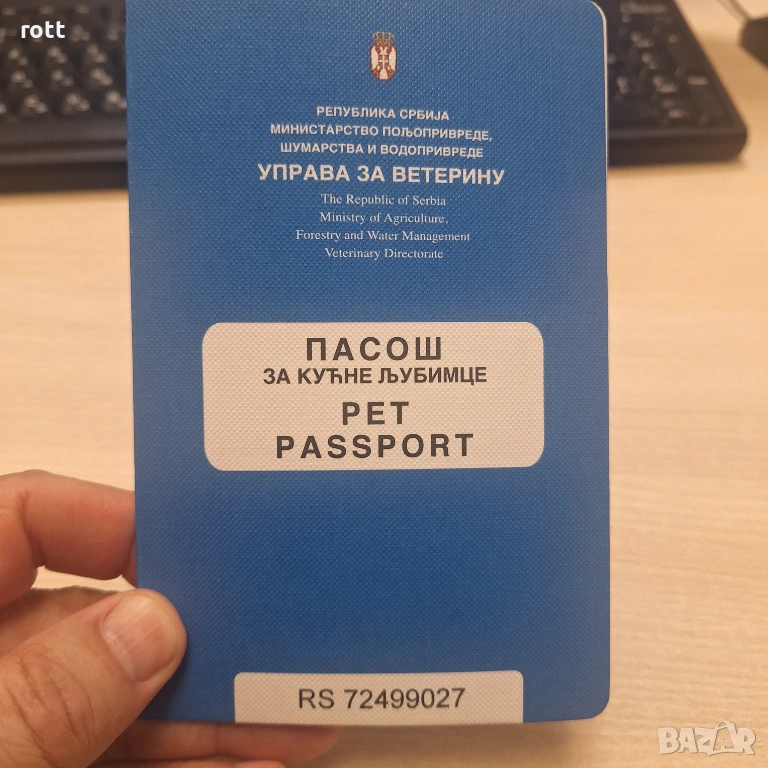 rott
РЕПУБЛИКА СРБИЈА
МИНИСТАРСТВО ПОЉОПРИВРЕДЕ,
ШУМАРСТВА И ВОДОПРИВРЕДЕ
УПРАВА ЗА ВЕТЕРИНУ
The Republic of Serbia
Ministry of Agriculture,
Forestry and Water Management
Veterinary Directorate
ПАСОШ
ЗА КУЋНЕ ЉУБИМЦЕ
PET
PASSPORT
RS 72499027
BAZAR